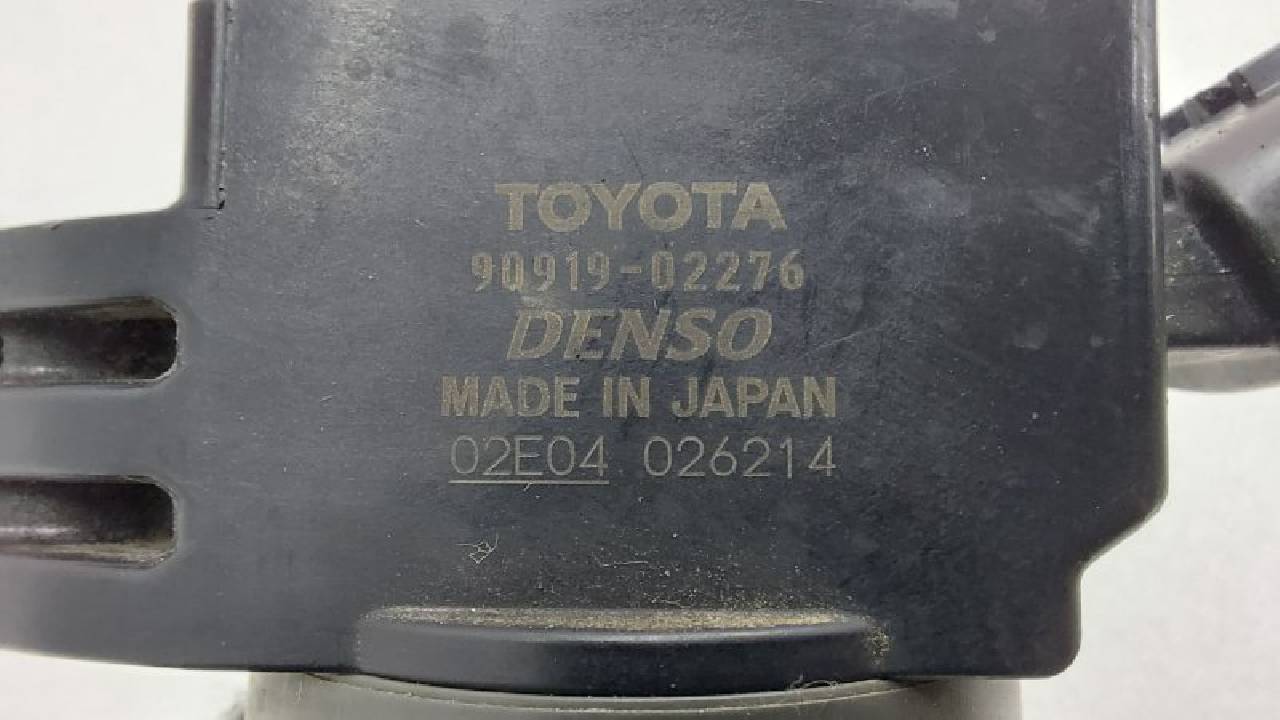 TOYOTA
90919-02276
DENSO
MADE IN JAPAN
02E04 026214